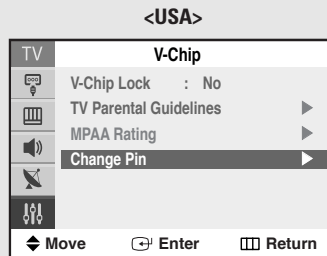 <USA>
TV
V-Chip
V-Chip Lock : No
TV Parental Guidelines
MPAA Rating
Change Pin
Move Enter Return